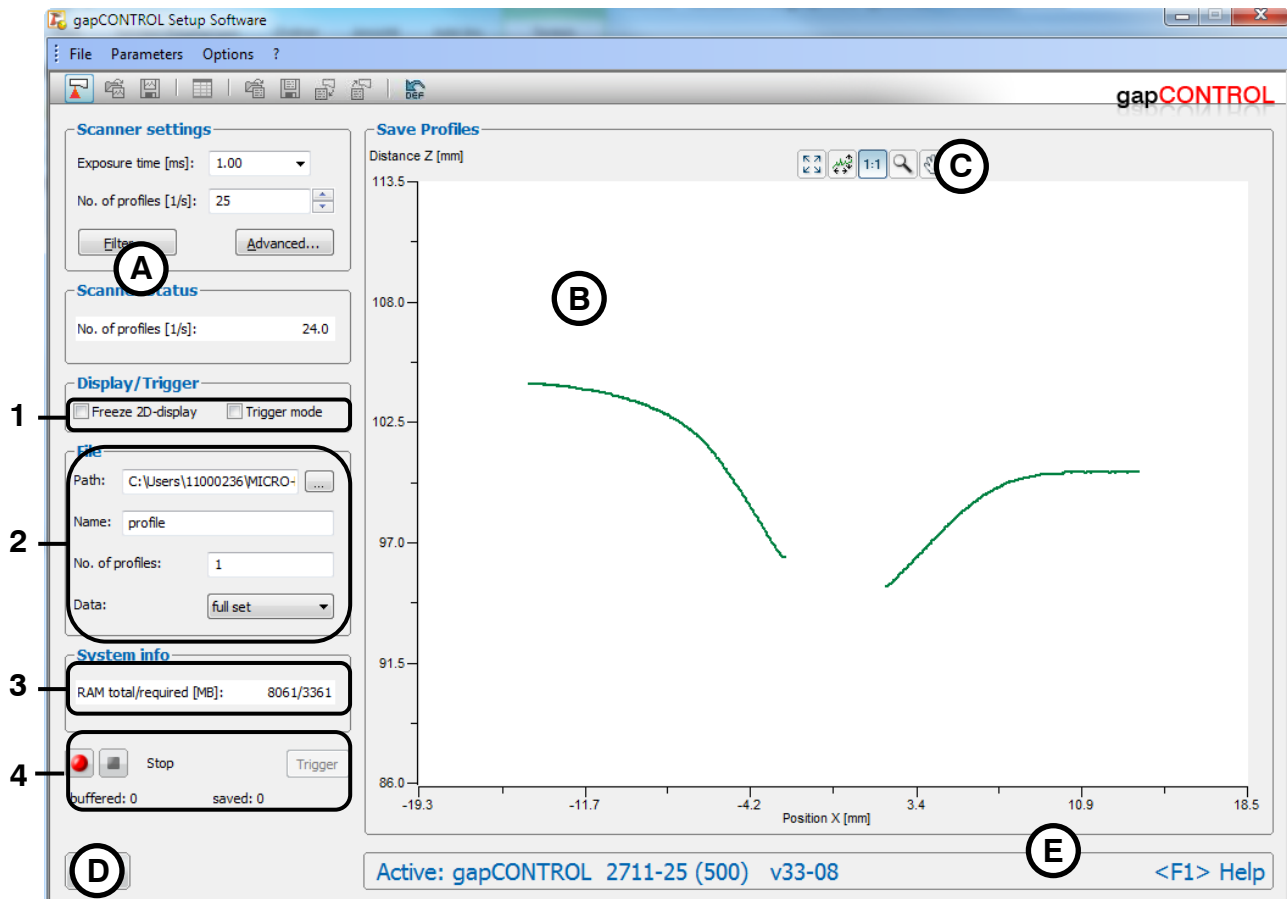 gapCONTROL Setup Software
File Parameters Options ?
DEF
gapCONTROL
Scanner settings
Exposure time [ms]: 1.00
No. of profiles [1/s]: 25
Filter
Advanced...
A
Scanner status
No. of profiles [1/s]: 24.0
Display/Trigger
1
Freeze 2D-display
Trigger mode
File
Path: C:\Users\11000236\MICRO-
...
2
Name: profile
No. of profiles: 1
Data: full set
System info
3
RAM total/required [MB]: 8061/3361
4
Stop
Trigger
buffered: 0 saved: 0
D
Save Profiles
Distance Z [mm]
1:1
C
B
113.5
108.0
102.5
97.0
91.5
86.0
-19.3 -11.7 -4.2 3.4 10.9 18.5
Position X [mm]
E
Active: gapCONTROL 2711-25 (500) v33-08
<F1> Help